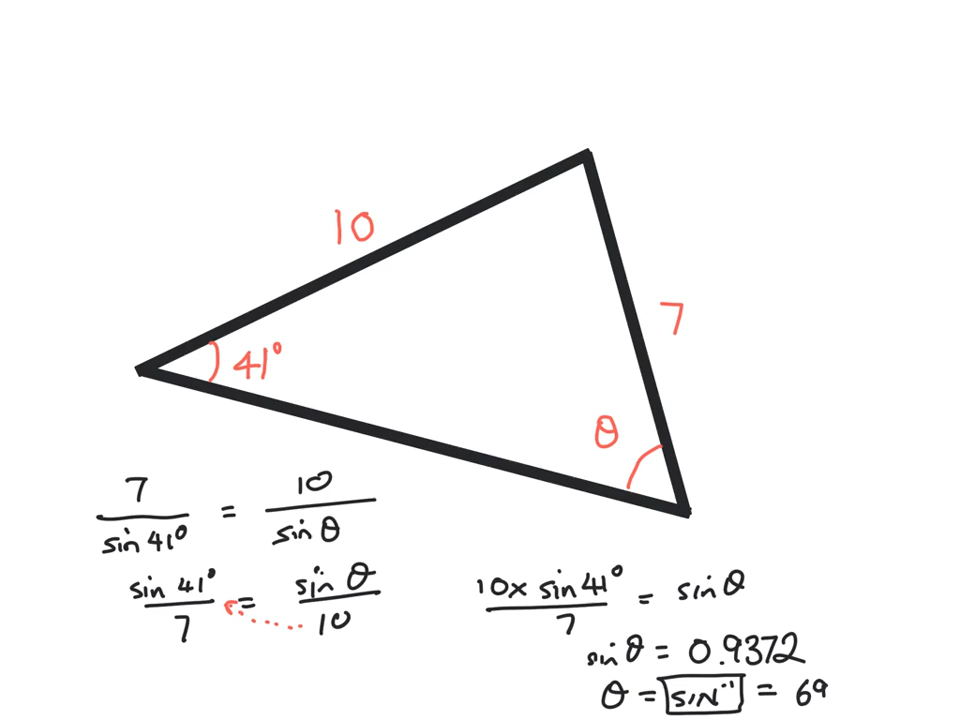 10
7
41°
θ
7/sin 41° = 10/sin θ
sin 41°/7 = sin θ/10
10x sin 41°/7 = sin θ
sin θ = 0.9372
θ = sin⁻¹ = 69